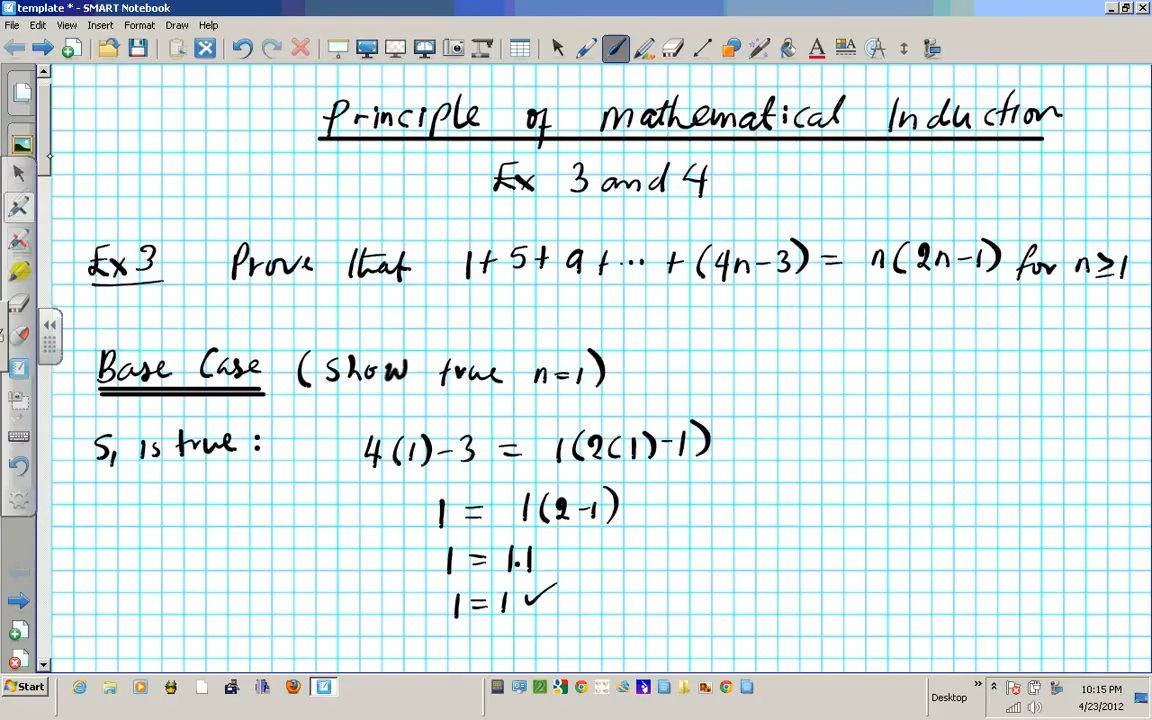 template * - SMART Notebook
File Edit View Insert Format Draw Help
Principle of mathematical Induction
Ex 3 and 4
Ex 3 Prove that 1+5+9+...+(4n-3) = n(2n-1) for n≥1
Base Case (Show true n=1)
S₁ is true: 4(1)-3 = 1(2(1)-1)
1 = 1(2-1)
1 = 1.1
1 = 1 ✓
Start
Desktop
10:15 PM
4/23/2012